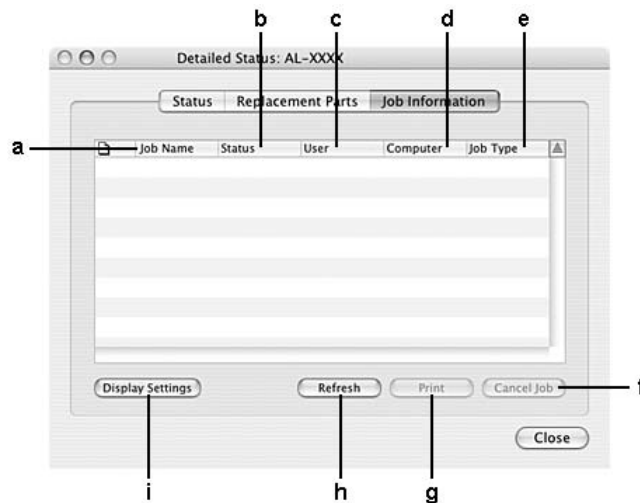 b c d e
Detailed Status: AL-XXXX
Status Replacement Parts Job Information
a
Job Name Status User Computer Job Type
f
Display Settings Refresh Print Cancel Job
Close
i h g